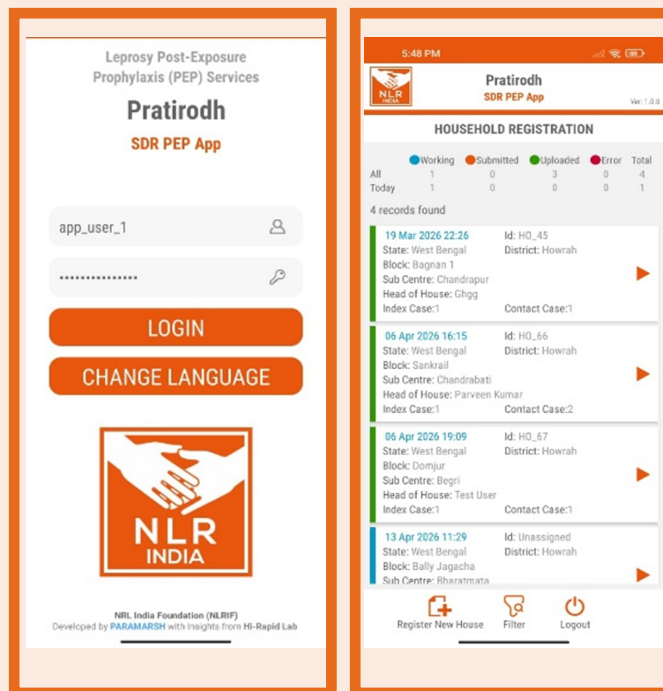 Leprosy Post-Exposure
Prophylaxis (PEP) Services
Pratirodh
SDR PEP App
app_user_1
LOGIN
CHANGE LANGUAGE
NLR
INDIA
NRL India Foundation (NLRIF)
Developed by PARAMARSH with Insights from Hi-Rapid Lab
5:48 PM
NLR
INDIA
Pratirodh
SDR PEP App
Ver: 1.0.0
HOUSEHOLD REGISTRATION
Working Submitted Uploaded Error Total
All 1 0 3 0 4
Today 1 0 0 0 1
4 records found
19 Mar 2026 22:26 Id: HO_45
State: West Bengal District: Howrah
Block: Bagnan 1
Sub Centre: Chandrapur
Head of House: Ghgg
Index Case:1 Contact Case:1
06 Apr 2026 16:15 Id: HO_66
State: West Bengal District: Howrah
Block: Sankrail
Sub Centre: Chandrabati
Head of House: Parveen Kumar
Index Case:1 Contact Case:2
06 Apr 2026 19:09 Id: HO_67
State: West Bengal District: Howrah
Block: Domjur
Sub Centre: Begri
Head of House: Test User
Index Case:1 Contact Case:1
13 Apr 2026 11:29 Id: Unassigned
State: West Bengal District: Howrah
Block: Bally Jagacha
Sub Centre: Bharatmata
Register New House Filter Logout